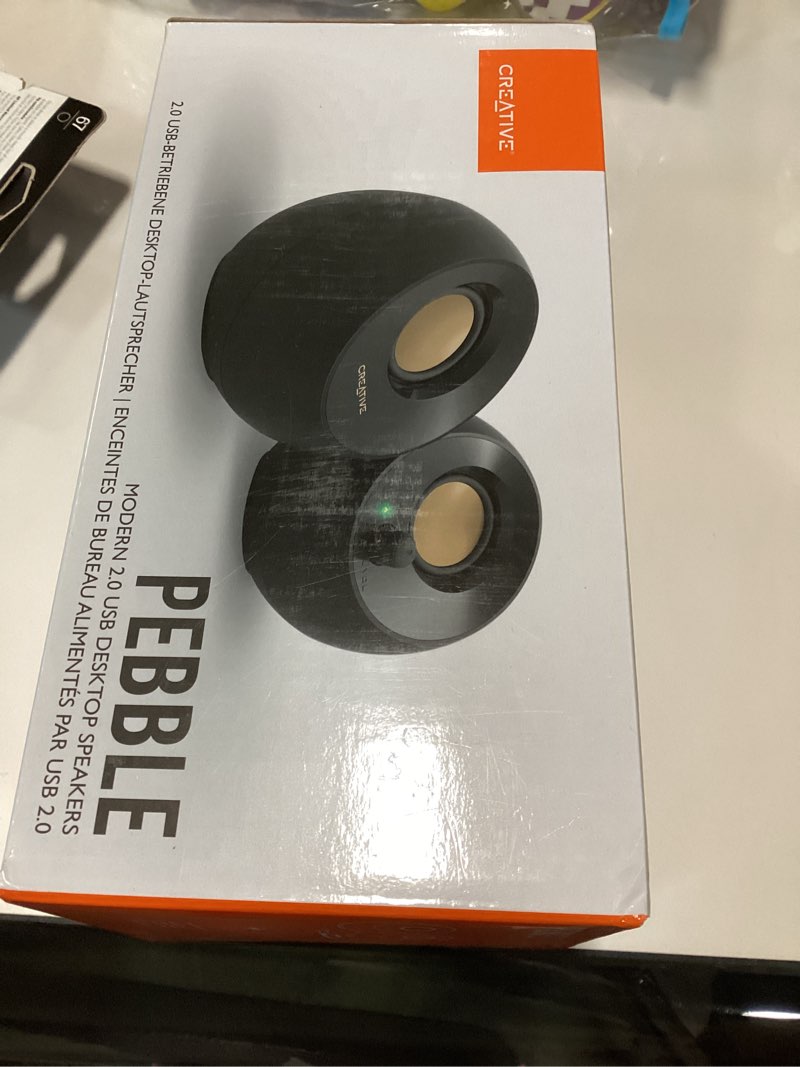 CREATIVE
CREATIVE
PEBBLE
MODERN 2.0 USB DESKTOP SPEAKERS
2.0 USB-BETRIEBENE DESKTOP-LAUTSPRECHER | ENCEINTES DE BUREAU ALIMENTÉS PAR USB 2.0
67